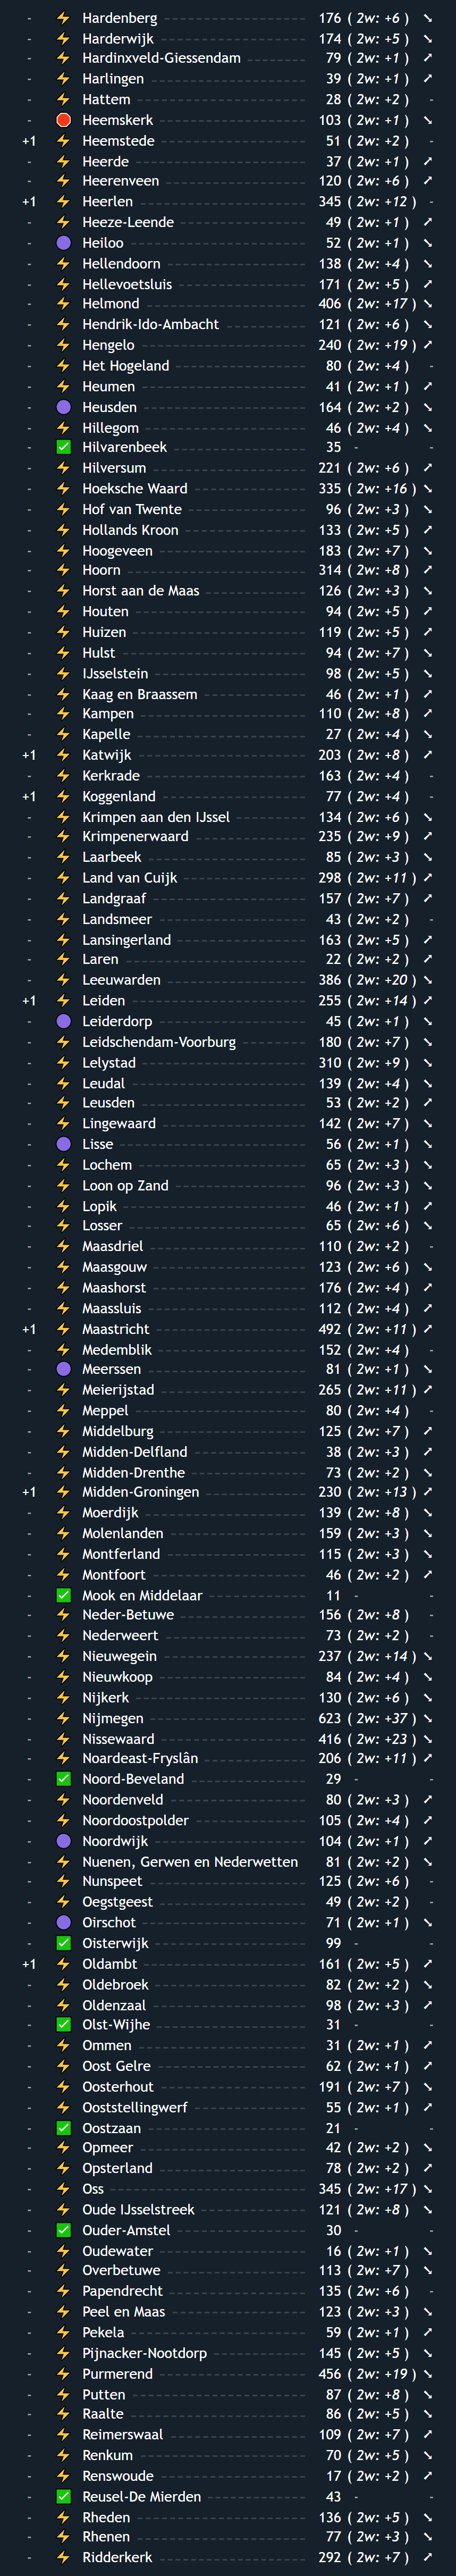 - ⚡ Hardenberg 176 ( 2w: +6 ) ➘
- ⚡ Harderwijk 174 ( 2w: +5 ) ➘
- ⚡ Hardinxveld-Giessendam 79 ( 2w: +1 ) ➚
- ⚡ Harlingen 39 ( 2w: +1 ) ➚
- ⚡ Hattem 28 ( 2w: +2 ) -
- 🛑 Heemskerk 103 ( 2w: +1 ) ➘
+1 ⚡ Heemstede 51 ( 2w: +2 ) -
- ⚡ Heerde 37 ( 2w: +1 ) ➚
- ⚡ Heerenveen 120 ( 2w: +6 ) ➚
+1 ⚡ Heerlen 345 ( 2w: +12 ) -
- ⚡ Heeze-Leende 49 ( 2w: +1 ) ➚
- 🟣 Heiloo 52 ( 2w: +1 ) ➘
- ⚡ Hellendoorn 138 ( 2w: +4 ) ➘
- ⚡ Hellevoetsluis 171 ( 2w: +5 ) ➚
- ⚡ Helmond 406 ( 2w: +17 ) ➘
- ⚡ Hendrik-Ido-Ambacht 121 ( 2w: +6 ) ➘
- ⚡ Hengelo 240 ( 2w: +19 ) ➚
- ⚡ Het Hogeland 80 ( 2w: +4 ) -
- ⚡ Heumen 41 ( 2w: +1 ) ➚
- 🟣 Heusden 164 ( 2w: +2 ) ➘
- ⚡ Hillegom 46 ( 2w: +4 ) ➘
- ✅ Hilvarenbeek 35 - -
- ⚡ Hilversum 221 ( 2w: +6 ) ➚
- ⚡ Hoeksche Waard 335 ( 2w: +16 ) ➘
- ⚡ Hof van Twente 96 ( 2w: +3 ) ➘
- ⚡ Hollands Kroon 133 ( 2w: +5 ) ➚
- ⚡ Hoogeveen 183 ( 2w: +7 ) ➘
- ⚡ Hoorn 314 ( 2w: +8 ) ➚
- ⚡ Horst aan de Maas 126 ( 2w: +3 ) ➘
- ⚡ Houten 94 ( 2w: +5 ) ➚
- ⚡ Huizen 119 ( 2w: +5 ) ➚
- ⚡ Hulst 94 ( 2w: +7 ) ➘
- ⚡ IJsselstein 98 ( 2w: +5 ) ➘
- ⚡ Kaag en Braassem 46 ( 2w: +1 ) ➚
- ⚡ Kampen 110 ( 2w: +8 ) ➚
- ⚡ Kapelle 27 ( 2w: +4 ) ➘
+1 ⚡ Katwijk 203 ( 2w: +8 ) ➚
- ⚡ Kerkrade 163 ( 2w: +4 ) -
+1 ⚡ Koggenland 77 ( 2w: +4 ) -
- ⚡ Krimpen aan den IJssel 134 ( 2w: +6 ) ➘
- ⚡ Krimpenerwaard 235 ( 2w: +9 ) ➚
- ⚡ Laarbeek 85 ( 2w: +3 ) ➘
- ⚡ Land van Cuijk 298 ( 2w: +11 ) ➚
- ⚡ Landgraaf 157 ( 2w: +7 ) ➚
- ⚡ Landsmeer 43 ( 2w: +2 ) -
- ⚡ Lansingerland 163 ( 2w: +5 ) ➚
- ⚡ Laren 22 ( 2w: +2 ) ➚
- ⚡ Leeuwarden 386 ( 2w: +20 ) ➘
+1 ⚡ Leiden 255 ( 2w: +14 ) ➚
- 🟣 Leiderdorp 45 ( 2w: +1 ) ➘
- ⚡ Leidschendam-Voorburg 180 ( 2w: +7 ) ➘
- ⚡ Lelystad 310 ( 2w: +9 ) ➘
- ⚡ Leudal 139 ( 2w: +4 ) ➘
- ⚡ Leusden 53 ( 2w: +2 ) ➚
- ⚡ Lingewaard 142 ( 2w: +7 ) ➘
- 🟣 Lisse 56 ( 2w: +1 ) ➘
- ⚡ Lochem 65 ( 2w: +3 ) ➘
- ⚡ Loon op Zand 96 ( 2w: +3 ) ➘
- ⚡ Lopik 46 ( 2w: +1 ) ➚
- ⚡ Losser 65 ( 2w: +6 ) ➘
- ⚡ Maasdriel 110 ( 2w: +2 ) -
- ⚡ Maasgouw 123 ( 2w: +6 ) ➘
- ⚡ Maashorst 176 ( 2w: +4 ) ➚
- ⚡ Maassluis 112 ( 2w: +4 ) ➚
+1 ⚡ Maastricht 492 ( 2w: +11 ) ➚
- ⚡ Medemblik 152 ( 2w: +4 ) -
- 🟣 Meerssen 81 ( 2w: +1 ) ➘
- ⚡ Meierijstad 265 ( 2w: +11 ) ➚
- ⚡ Meppel 80 ( 2w: +4 ) -
- ⚡ Middelburg 125 ( 2w: +7 ) ➚
- ⚡ Midden-Delfland 38 ( 2w: +3 ) ➚
- ⚡ Midden-Drenthe 73 ( 2w: +2 ) ➘
+1 ⚡ Midden-Groningen 230 ( 2w: +13 ) ➚
- ⚡ Moerdijk 139 ( 2w: +8 ) ➘
- ⚡ Molenlanden 159 ( 2w: +3 ) ➘
- ⚡ Montferland 115 ( 2w: +3 ) ➘
- ⚡ Montfoort 46 ( 2w: +2 ) ➚
- ✅ Mook en Middelaar 11 - -
- ⚡ Neder-Betuwe 156 ( 2w: +8 ) -
- ⚡ Nederweert 73 ( 2w: +2 ) -
- ⚡ Nieuwegein 237 ( 2w: +14 ) ➘
- ⚡ Nieuwkoop 84 ( 2w: +4 ) ➘
- ⚡ Nijkerk 130 ( 2w: +6 ) ➘
- ⚡ Nijmegen 623 ( 2w: +37 ) ➘
- ⚡ Nissewaard 416 ( 2w: +23 ) ➘
- ⚡ Noardeast-Fryslân 206 ( 2w: +11 ) ➚
- ✅ Noord-Beveland 29 - -
- ⚡ Noordenveld 80 ( 2w: +3 ) ➚
- ⚡ Noordoostpolder 105 ( 2w: +4 ) ➚
- 🟣 Noordwijk 104 ( 2w: +1 ) ➚
- ⚡ Nuenen, Gerwen en Nederwetten 81 ( 2w: +2 ) ➘
- ⚡ Nunspeet 125 ( 2w: +6 ) -
- ⚡ Oegstgeest 49 ( 2w: +2 ) -
- 🟣 Oirschot 71 ( 2w: +1 ) ➘
- ✅ Oisterwijk 99 - -
+1 ⚡ Oldambt 161 ( 2w: +5 ) ➚
- ⚡ Oldebroek 82 ( 2w: +2 ) ➘
- ⚡ Oldenzaal 98 ( 2w: +3 ) ➚
- ✅ Olst-Wijhe 31 - -
- ⚡ Ommen 31 ( 2w: +1 ) ➚
- ⚡ Oost Gelre 62 ( 2w: +1 ) ➚
- ⚡ Oosterhout 191 ( 2w: +7 ) ➘
- ⚡ Ooststellingwerf 55 ( 2w: +1 ) ➚
- ✅ Oostzaan 21 - -
- ⚡ Opmeer 42 ( 2w: +2 ) ➘
- ⚡ Opsterland 78 ( 2w: +2 ) ➚
- ⚡ Oss 345 ( 2w: +17 ) ➘
- ⚡ Oude IJsselstreek 121 ( 2w: +8 ) ➘
- ✅ Ouder-Amstel 30 - -
- ⚡ Oudewater 16 ( 2w: +1 ) ➘
- ⚡ Overbetuwe 113 ( 2w: +7 ) ➘
- ⚡ Papendrecht 135 ( 2w: +6 ) -
- ⚡ Peel en Maas 123 ( 2w: +3 ) ➘
- ⚡ Pekela 59 ( 2w: +1 ) ➚
- ⚡ Pijnacker-Nootdorp 145 ( 2w: +5 ) ➘
- ⚡ Purmerend 456 ( 2w: +19 ) ➘
- ⚡ Putten 87 ( 2w: +8 ) ➘
- ⚡ Raalte 86 ( 2w: +5 ) ➘
- ⚡ Reimerswaal 109 ( 2w: +7 ) ➚
- ⚡ Renkum 70 ( 2w: +5 ) ➘
- ⚡ Renswoude 17 ( 2w: +2 ) ➚
- ✅ Reusel-De Mierden 43 - -
- ⚡ Rheden 136 ( 2w: +5 ) ➘
- ⚡ Rhenen 77 ( 2w: +3 ) ➘
- ⚡ Ridderkerk 292 ( 2w: +7 ) ➚